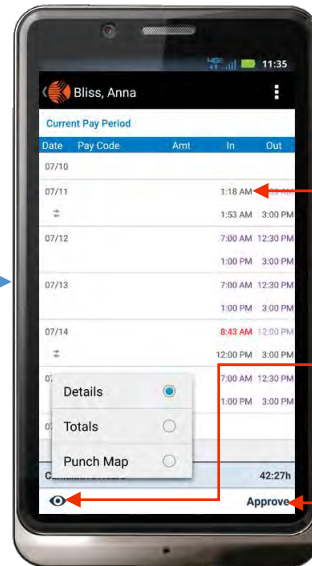 4G 11:35
Bliss, Anna
Current Pay Period
Date Pay Code Amt In Out
07/10
07/11 1:18 AM
1:53 AM 3:00 PM
07/12 7:00 AM 12:30 PM
1:00 PM 3:00 PM
07/13 7:00 AM 12:30 PM
1:00 PM 3:00 PM
07/14 8:43 AM 12:00 PM
12:00 PM 3:00 PM
7:00 AM 12:30 PM
Details
1:00 PM 3:00 PM
Totals
Punch Map
42:27h
Approve